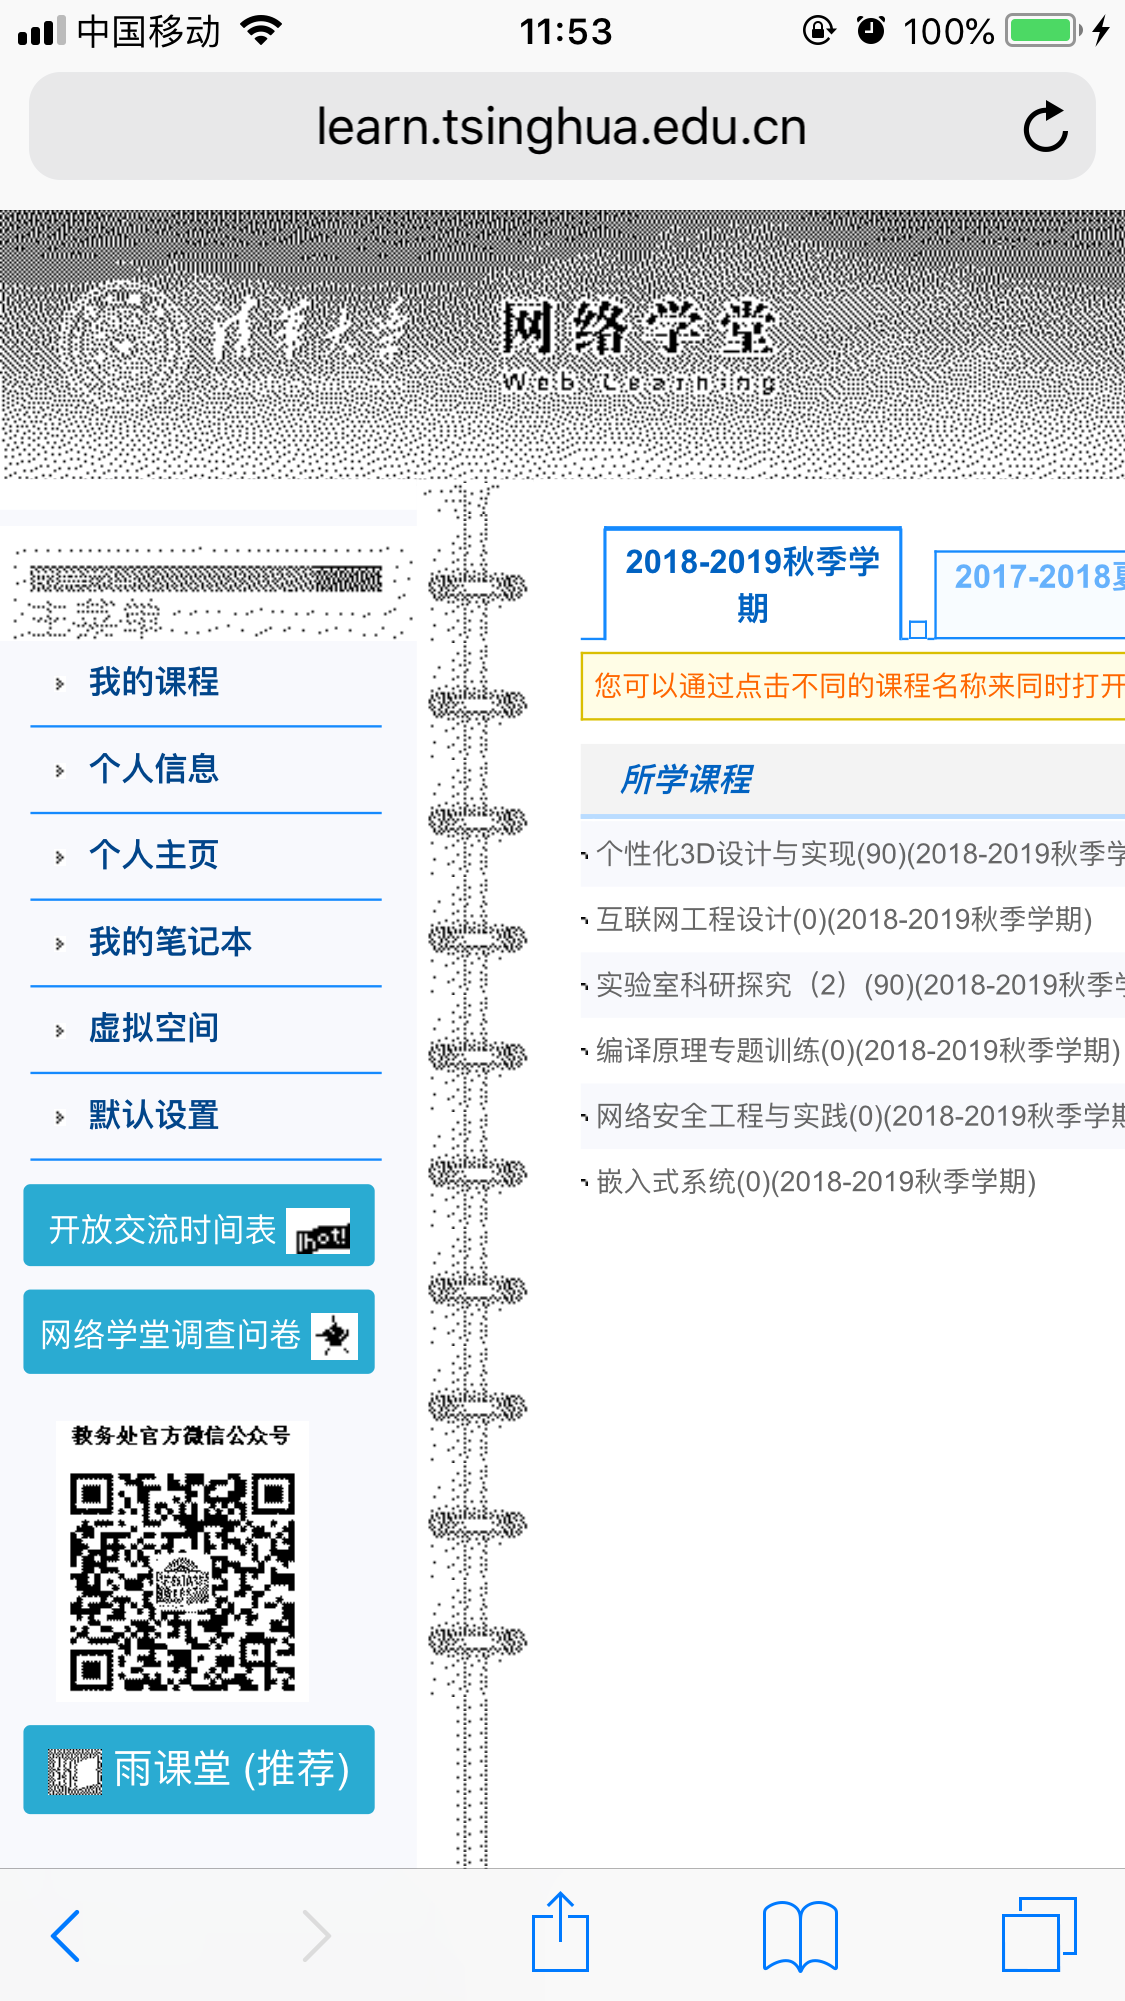 中国移动
11:53
100%
learn.tsinghua.edu.cn
清华大学
网络学堂
Web Learning
主菜单
2018-2019秋季学
期
2017-2018夏
您可以通过点击不同的课程名称来同时打开
我的课程
个人信息
个人主页
我的笔记本
虚拟空间
默认设置
所学课程
个性化3D设计与实现(90)(2018-2019秋季学
互联网工程设计(0)(2018-2019秋季学期)
实验室科研探究（2）(90)(2018-2019秋季学
编译原理专题训练(0)(2018-2019秋季学期)
网络安全工程与实践(0)(2018-2019秋季学期
嵌入式系统(0)(2018-2019秋季学期)
开放交流时间表 hot!
网络学堂调查问卷
教务处官方微信公众号
雨课堂 (推荐)